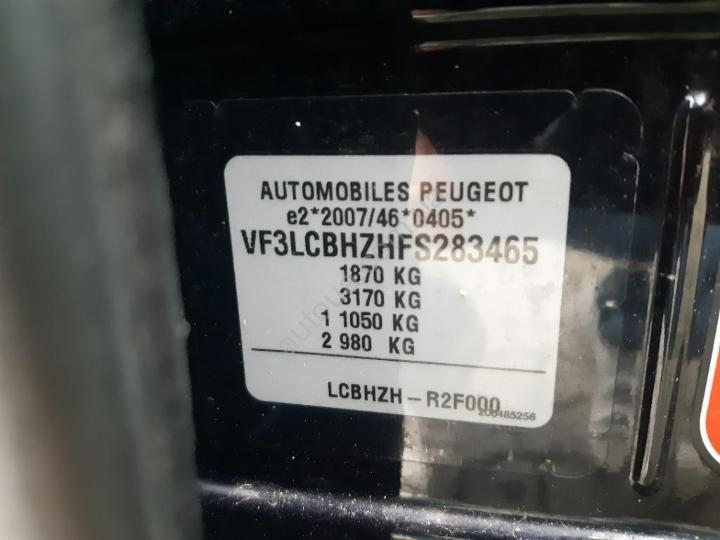 AUTOMOBILES PEUGEOT
e2*2007/46*0405*
VF3LCBHZHFS283465
1870 KG
3170 KG
1 1050 KG
2 980 KG
LCBHZH – R2F000
200485256